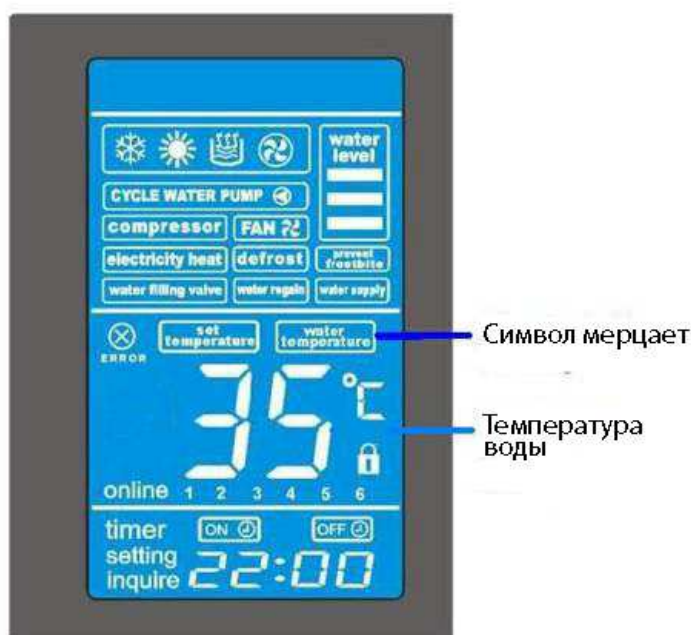 water
level
CYCLE WATER PUMP
compressor FAN
electricity heat defrost prevent
frostbite
water filling valve water regain water supply
ERROR
set
temperature
water
temperature
Символ мерцает
35 °C
Температура
воды
online 1 2 3 4 5 6
timer ON OFF
setting
inquire 22:00